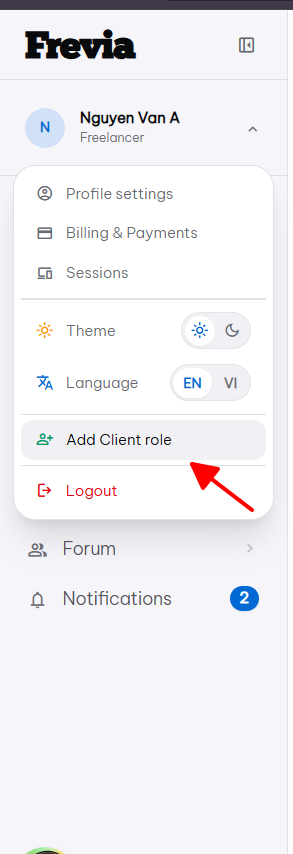 Frevia
N
Nguyen Van A
Freelancer
Profile settings
Billing & Payments
Sessions
Theme
Language EN VI
Add Client role
Logout
Forum
Notifications 2